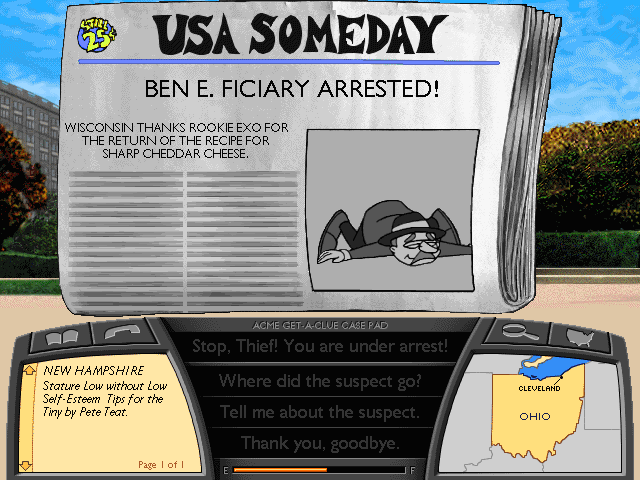 STILL
25¢
USA SOMEDAY
BEN E. FICIARY ARRESTED!
WISCONSIN THANKS ROOKIE EXO FOR
THE RETURN OF THE RECIPE FOR
SHARP CHEDDAR CHEESE.
ACME GET-A-CLUE CASE PAD
Stop, Thief! You are under arrest!
Where did the suspect go?
Tell me about the suspect.
Thank you, goodbye.
E F
NEW HAMPSHIRE
Stature Low without Low
Self-Esteem Tips for the
Tiny by Pete Teat.
Page 1 of 1
CLEVELAND
OHIO